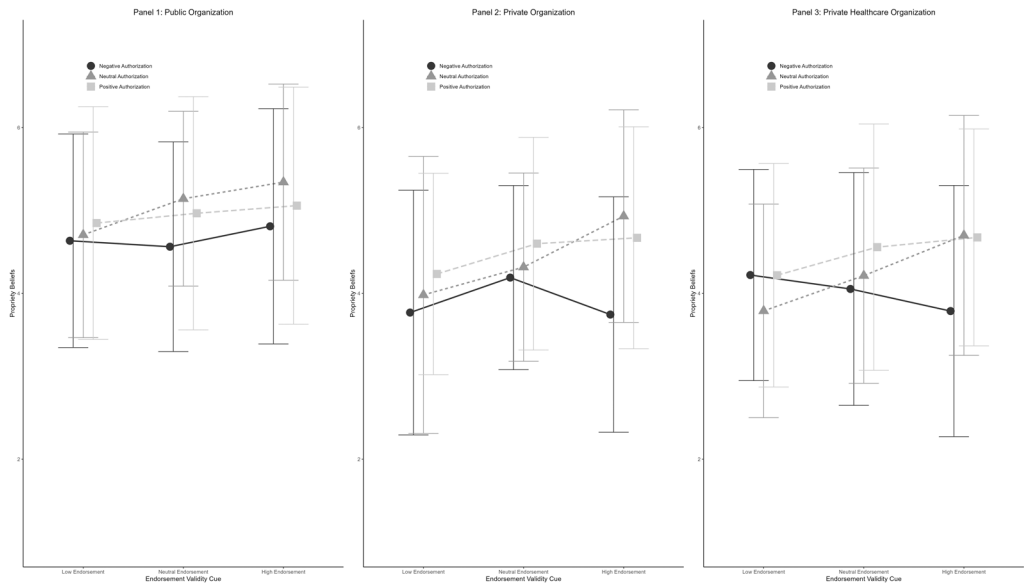 Panel 1: Public Organization
Negative Authorization
Neutral Authorization
Positive Authorization
6
4
2
Propriety Beliefs
Low Endorsement
Neutral Endorsement
High Endorsement
Endorsement Validity Cue
Panel 2: Private Organization
Negative Authorization
Neutral Authorization
Positive Authorization
6
4
2
Propriety Beliefs
Low Endorsement
Neutral Endorsement
High Endorsement
Endorsement Validity Cue
Panel 3: Private Healthcare Organization
Negative Authorization
Neutral Authorization
Positive Authorization
6
4
2
Propriety Beliefs
Low Endorsement
Neutral Endorsement
High Endorsement
Endorsement Validity Cue